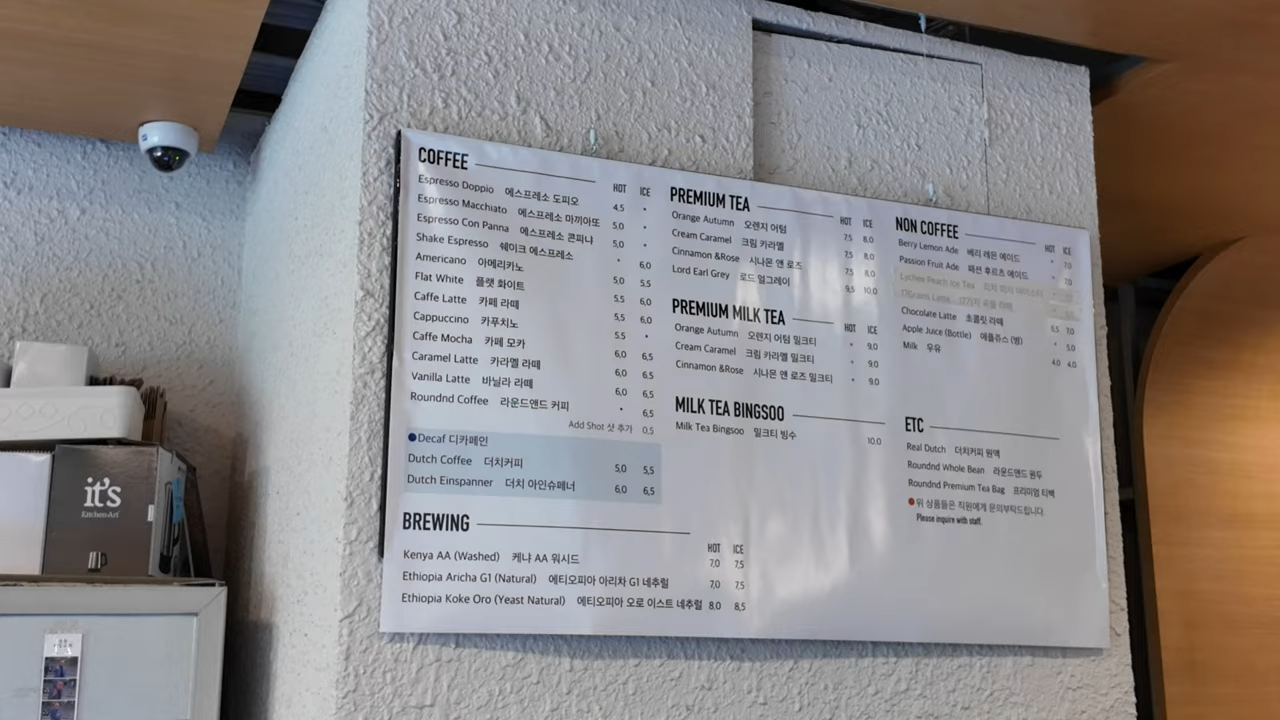 COFFEE
HOT ICE
Espresso Doppio 에스프레소 도피오 4.5 •
Espresso Macchiato 에스프레소 마끼아또 5.0 •
Espresso Con Panna 에스프레소 콘파냐 5.0 •
Shake Espresso 쉐이크 에스프레소 • 6.0
Americano 아메리카노 5.0 5.5
Flat White 플랫 화이트 5.5 6.0
Caffe Latte 카페 라떼 5.5 6.0
Cappuccino 카푸치노 5.5 •
Caffe Mocha 카페 모카 6.0 6.5
Caramel Latte 카라멜 라떼 6.0 6.5
Vanilla Latte 바닐라 라떼 6.0 6.5
Roundnd Coffee 라운드앤드 커피 • 6.5
Add Shot 샷 추가 0.5
Decaf 디카페인
Dutch Coffee 더치커피 5.0 5.5
Dutch Einspanner 더치 아인슈페너 6.0 6.5
BREWING
HOT ICE
Kenya AA (Washed) 케냐 AA 워시드 7.0 7.5
Ethiopia Aricha G1 (Natural) 에티오피아 아리차 G1 네추럴 7.0 7.5
Ethiopia Koke Oro (Yeast Natural) 에티오피아 오로 이스트 네추럴 8.0 8.5
PREMIUM TEA
HOT ICE
Orange Autumn 오렌지 어텀 7.5 8.0
Cream Caramel 크림 카라멜 7.5 8.0
Cinnamon &Rose 시나몬 앤 로즈 7.5 8.0
Lord Earl Grey 로드 얼그레이 9.5 10.0
PREMIUM MILK TEA
HOT ICE
Orange Autumn 오렌지 어텀 밀크티 • 9.0
Cream Caramel 크림 카라멜 밀크티 • 9.0
Cinnamon &Rose 시나몬 앤 로즈 밀크티 • 9.0
MILK TEA BINGSOO
Milk Tea Bingsoo 밀크티 빙수 10.0
NON COFFEE
HOT ICE
Berry Lemon Ade 베리 레몬 에이드 • 7.0
Passion Fruit Ade 패션 후르츠 에이드 • 7.0
Lychee Peach Ice Tea
17Grains Latte 17가지 곡물 라떼
Chocolate Latte 초콜릿 라떼 6.5 7.0
Apple Juice (Bottle) 애플쥬스 (병) • 5.0
Milk 우유 4.0 4.0
ETC
Real Dutch 더치커피 원액
Roundnd Whole Bean 라운드앤드 원두
Roundnd Premium Tea Bag 프리미엄 티백
위 상품들은 직원에게 문의부탁드립니다
Please inquire with staff.
it's
Kitchen-Art